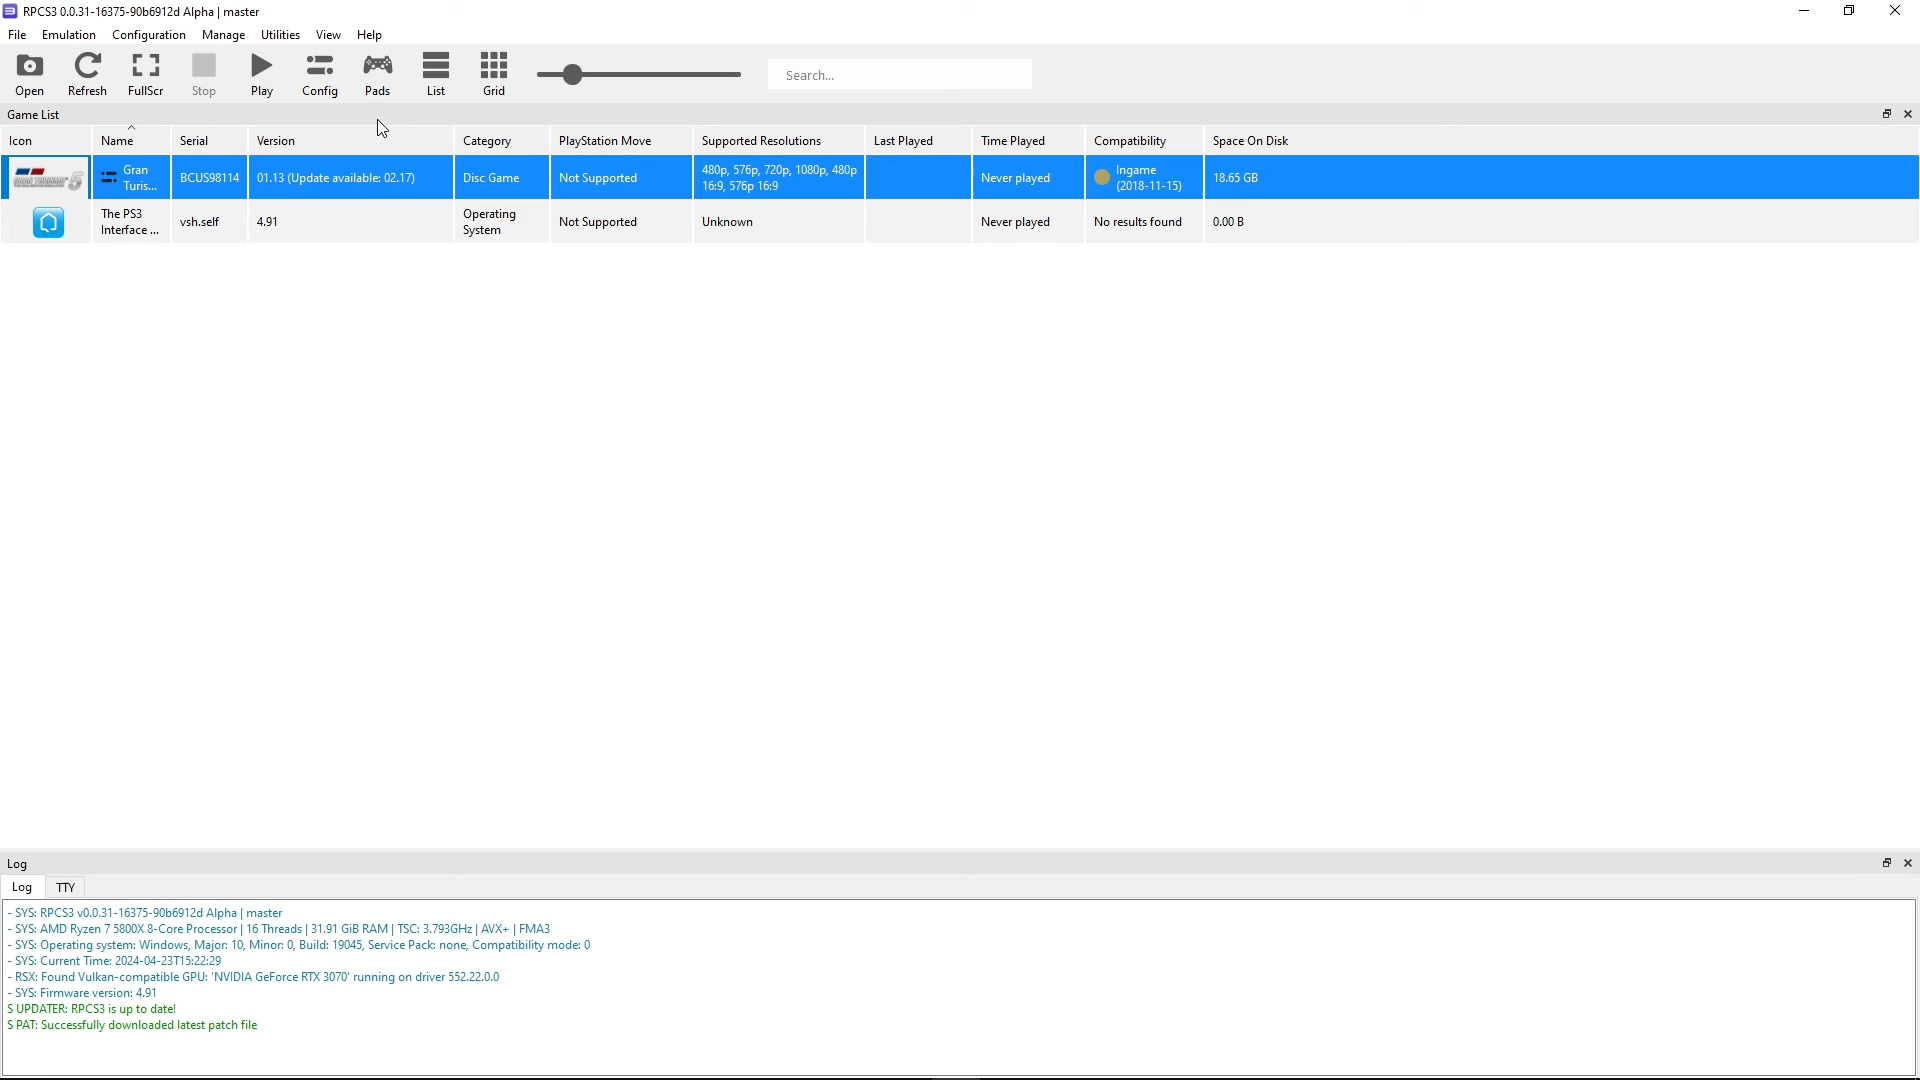 RPCS3 0.0.31-16375-90b6912d Alpha | master
File Emulation Configuration Manage Utilities View Help
Open Refresh FullScr Stop Play Config Pads List Grid Search...
Game List
Icon Name Serial Version Category PlayStation Move Supported Resolutions Last Played Time Played Compatibility Space On Disk
GRAN TURISMO 5 Gran Turis... BCUS98114 01.13 (Update available: 02.17) Disc Game Not Supported 480p, 576p, 720p, 1080p, 480p 16:9, 576p 16:9 Never played Ingame (2018-11-15) 18.65 GB
The PS3 Interface ... vsh.self 4.91 Operating System Not Supported Unknown Never played No results found 0.00 B
Log
Log TTY
- SYS: RPCS3 v0.0.31-16375-90b6912d Alpha | master
- SYS: AMD Ryzen 7 5800X 8-Core Processor | 16 Threads | 31.91 GiB RAM | TSC: 3.793GHz | AVX+ | FMA3
- SYS: Operating system: Windows, Major: 10, Minor: 0, Build: 19045, Service Pack: none, Compatibility mode: 0
- SYS: Current Time: 2024-04-23T15:22:29
- RSX: Found Vulkan-compatible GPU: 'NVIDIA GeForce RTX 3070' running on driver 552.22.0.0
- SYS: Firmware version: 4.91
S UPDATER: RPCS3 is up to date!
S PAT: Successfully downloaded latest patch file